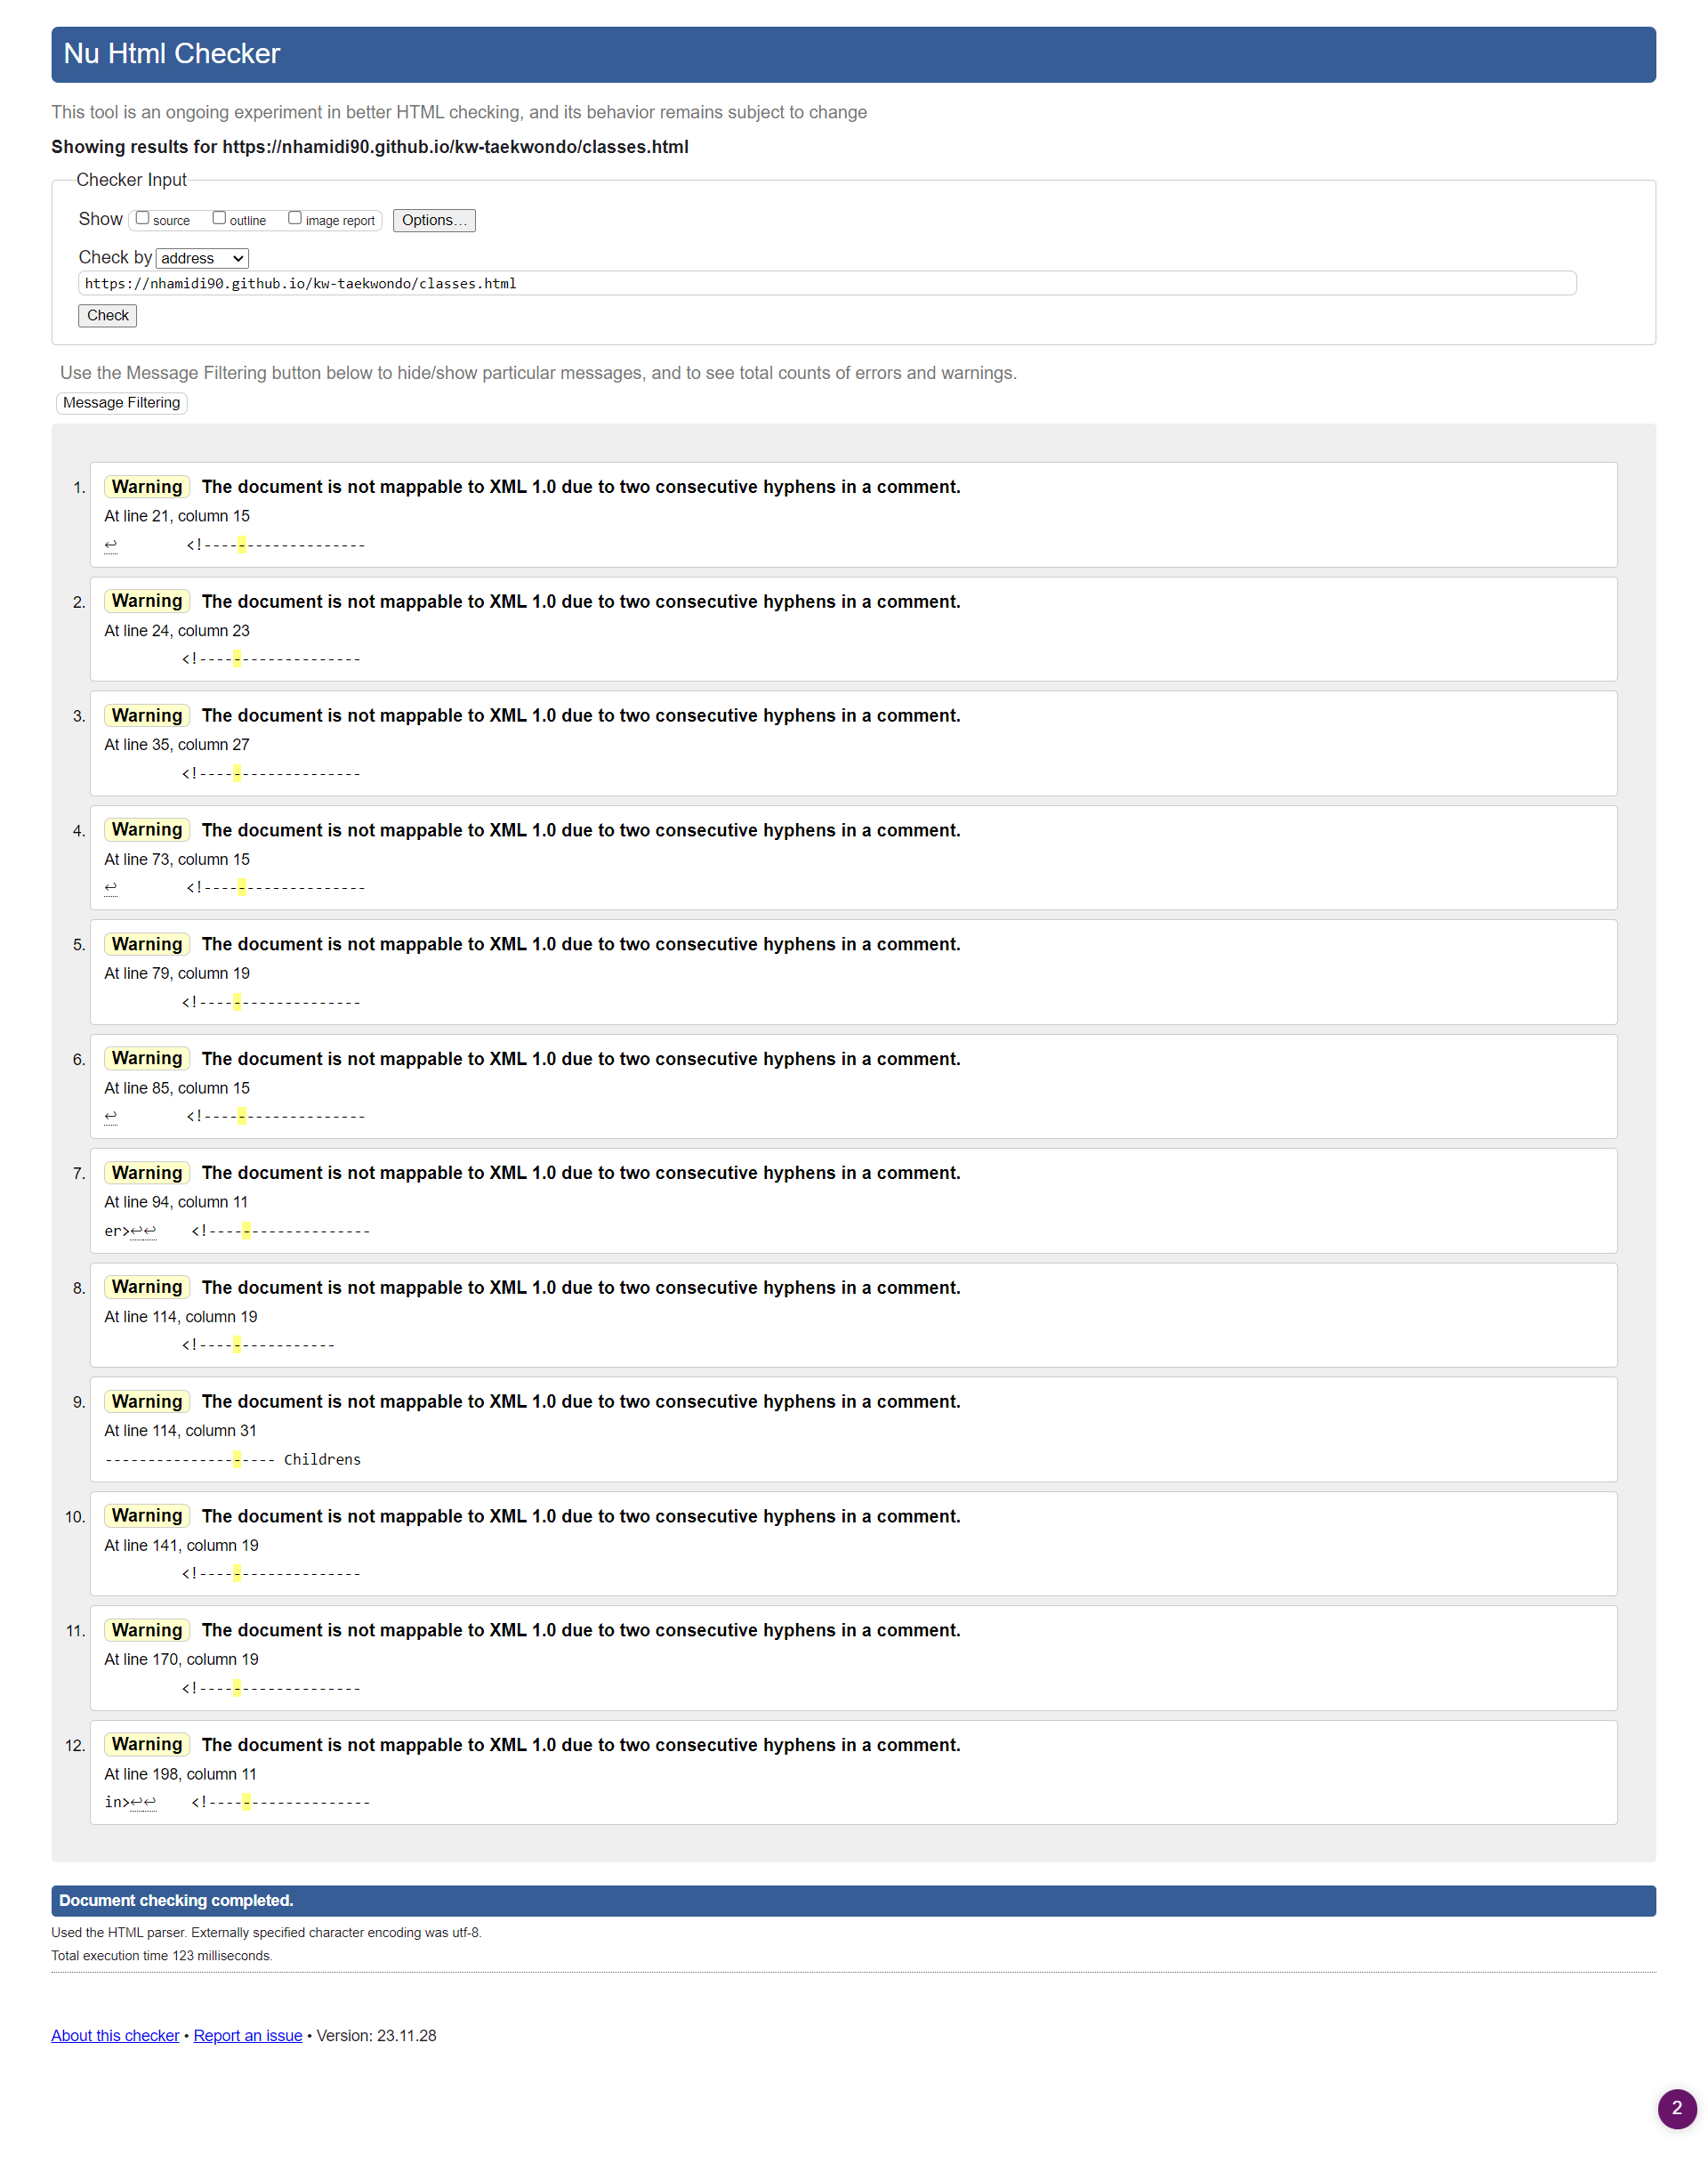 Nu Html Checker
This tool is an ongoing experiment in better HTML checking, and its behavior remains subject to change
Showing results for https://nhamidi90.github.io/kw-taekwondo/classes.html
Checker Input
Show source outline image report Options...
Check by address
https://nhamidi90.github.io/kw-taekwondo/classes.html
Check
Use the Message Filtering button below to hide/show particular messages, and to see total counts of errors and warnings.
Message Filtering
1. Warning The document is not mappable to XML 1.0 due to two consecutive hyphens in a comment.
At line 21, column 15
↩ <!-------------------
2. Warning The document is not mappable to XML 1.0 due to two consecutive hyphens in a comment.
At line 24, column 23
<!-------------------
3. Warning The document is not mappable to XML 1.0 due to two consecutive hyphens in a comment.
At line 35, column 27
<!-------------------
4. Warning The document is not mappable to XML 1.0 due to two consecutive hyphens in a comment.
At line 73, column 15
↩ <!-------------------
5. Warning The document is not mappable to XML 1.0 due to two consecutive hyphens in a comment.
At line 79, column 19
<!-------------------
6. Warning The document is not mappable to XML 1.0 due to two consecutive hyphens in a comment.
At line 85, column 15
↩ <!-------------------
7. Warning The document is not mappable to XML 1.0 due to two consecutive hyphens in a comment.
At line 94, column 11
er>↩↩ <!-------------------
8. Warning The document is not mappable to XML 1.0 due to two consecutive hyphens in a comment.
At line 114, column 19
<!----------------
9. Warning The document is not mappable to XML 1.0 due to two consecutive hyphens in a comment.
At line 114, column 31
-------------------- Childrens
10. Warning The document is not mappable to XML 1.0 due to two consecutive hyphens in a comment.
At line 141, column 19
<!-------------------
11. Warning The document is not mappable to XML 1.0 due to two consecutive hyphens in a comment.
At line 170, column 19
<!-------------------
12. Warning The document is not mappable to XML 1.0 due to two consecutive hyphens in a comment.
At line 198, column 11
in>↩↩ <!-------------------
Document checking completed.
Used the HTML parser. Externally specified character encoding was utf-8.
Total execution time 123 milliseconds.
About this checker • Report an issue • Version: 23.11.28
2